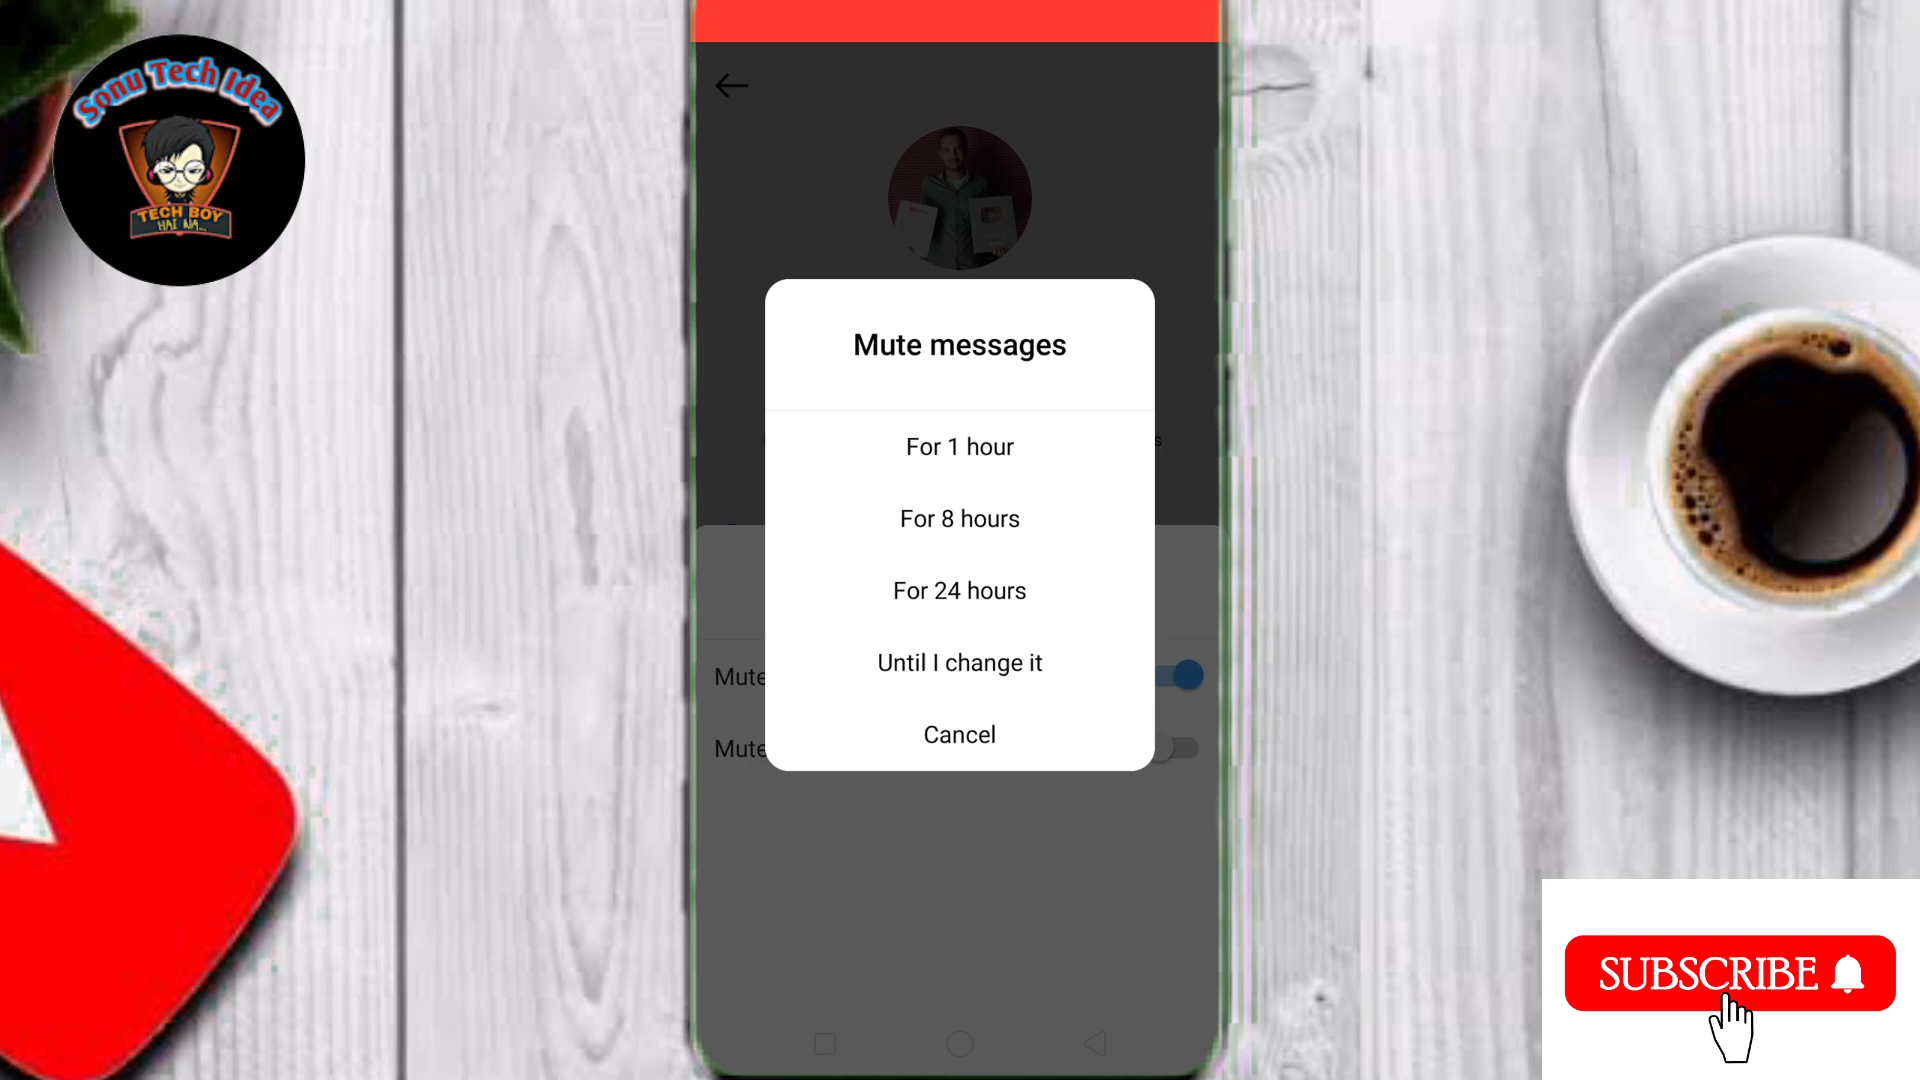 Sonu Tech Idea
TECH BOY
HAI NA...
Mute messages
For 1 hour
For 8 hours
For 24 hours
Until I change it
Cancel
Mute
Mute
s
SUBSCRIBE